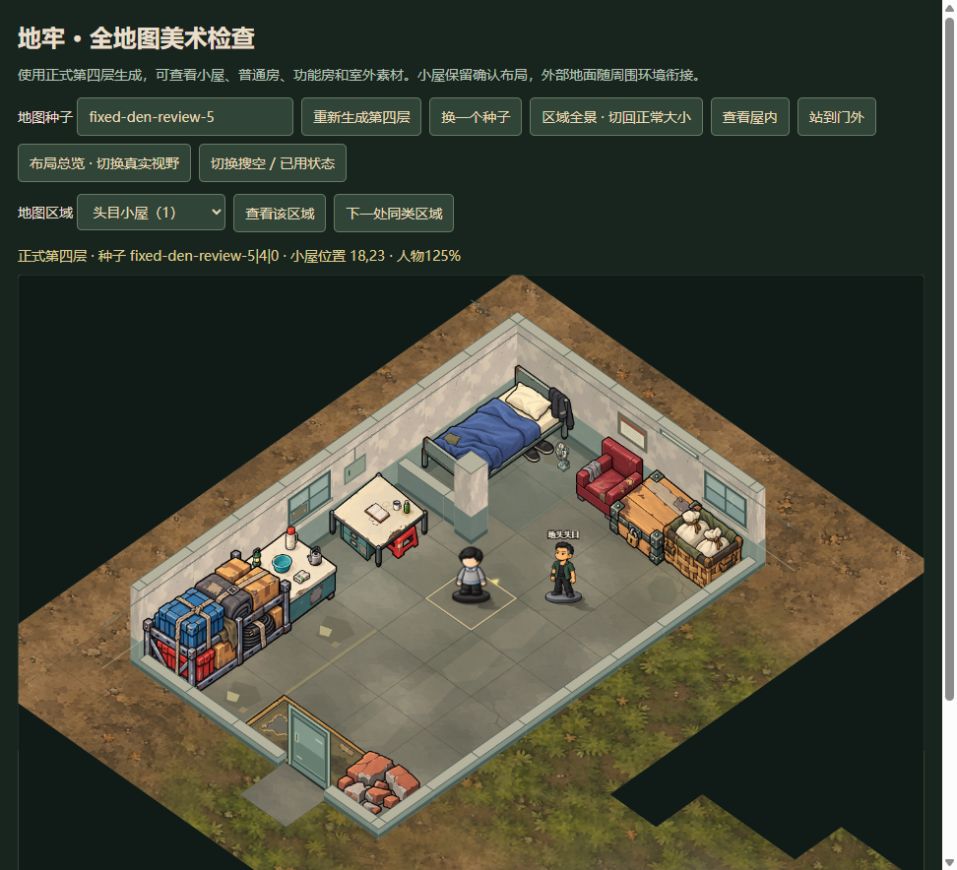 地牢 · 全地图美术检查
使用正式第四层生成，可查看小屋、普通房、功能房和室外素材。小屋保留确认布局，外部地面随周围环境衔接。
地图种子 fixed-den-review-5 重新生成第四层 换一个种子 区域全景 · 切回正常大小 查看屋内 站到门外
布局总览 · 切换真实视野 切换搜空 / 已用状态
地图区域 头目小屋（1） 查看该区域 下一处同类区域
正式第四层 · 种子 fixed-den-review-5|4|0 · 小屋位置 18,23 · 人物125%
地头头目